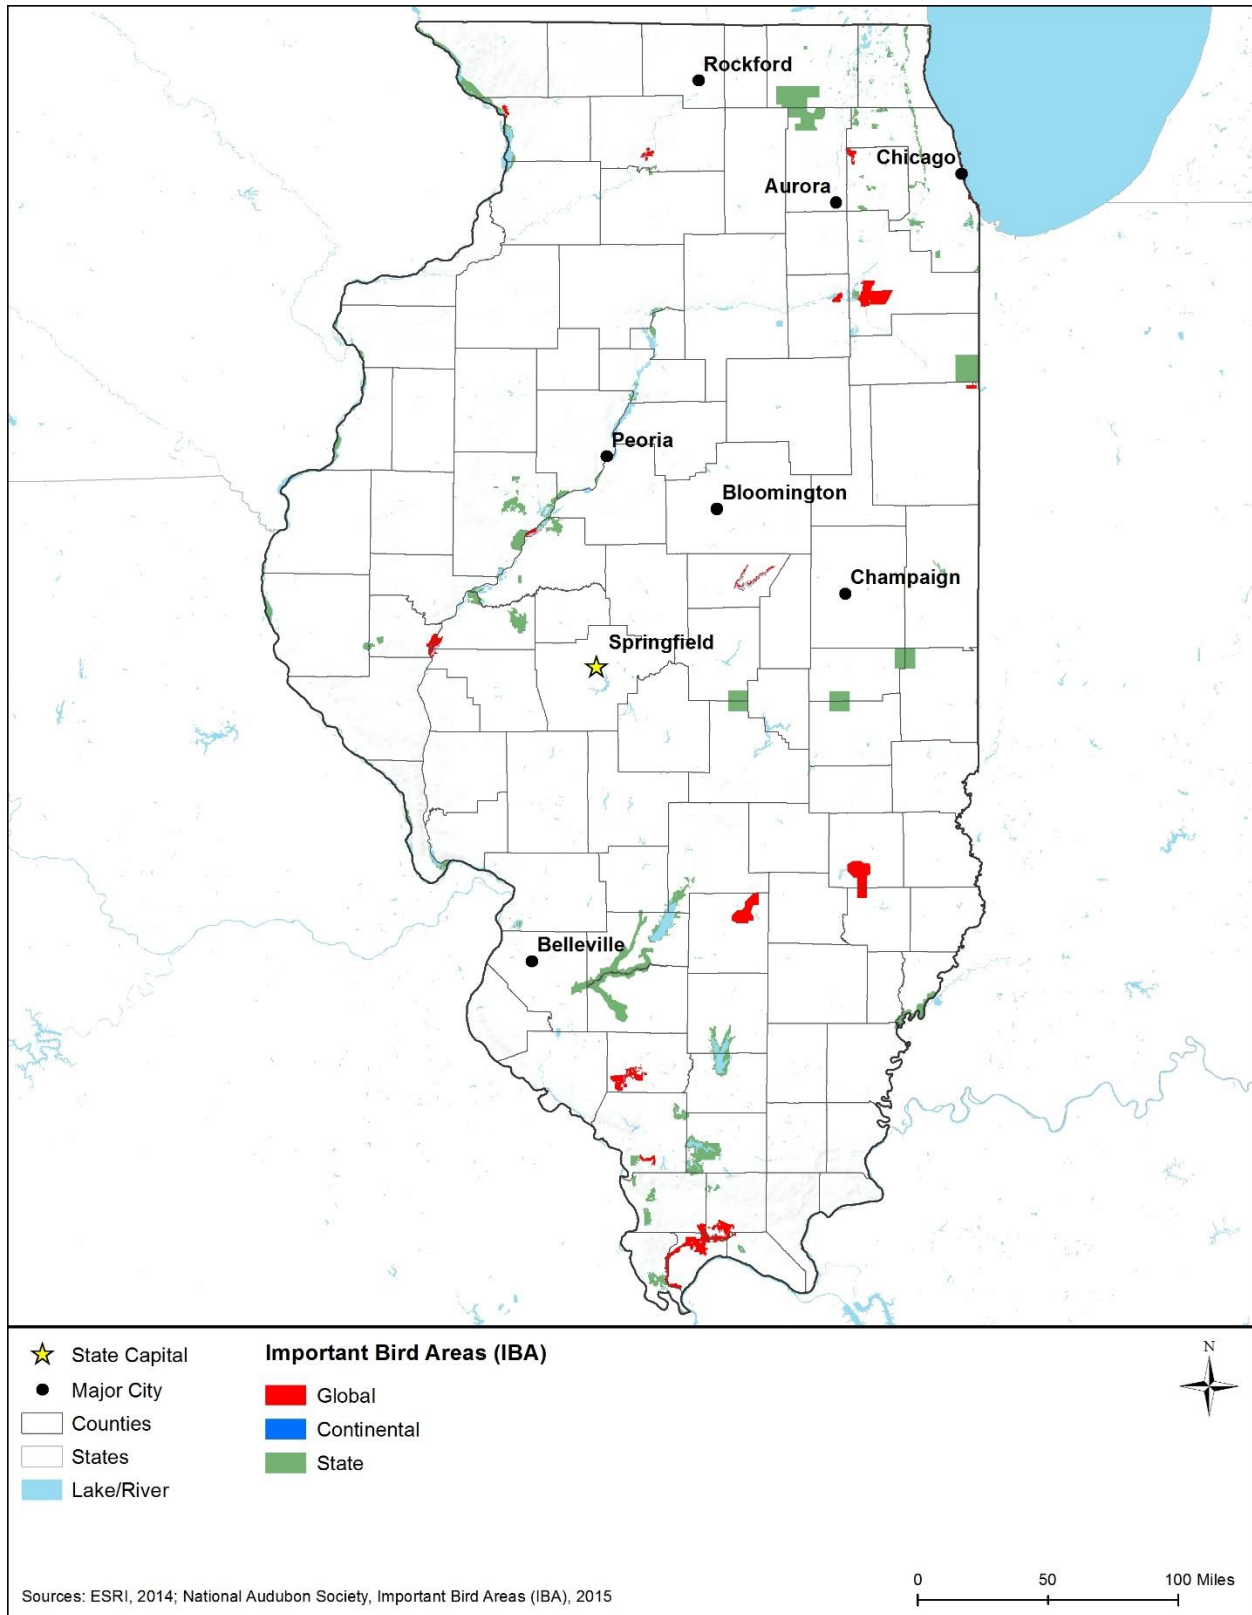 Rockford
Chicago
Aurora
Peoria
Bloomington
Champaign
Springfield
Belleville
State Capital
Major City
Counties
States
Lake/River
Important Bird Areas (IBA)
Global
Continental
State
N
0 50 100 Miles
Sources: ESRI, 2014; National Audubon Society, Important Bird Areas (IBA), 2015